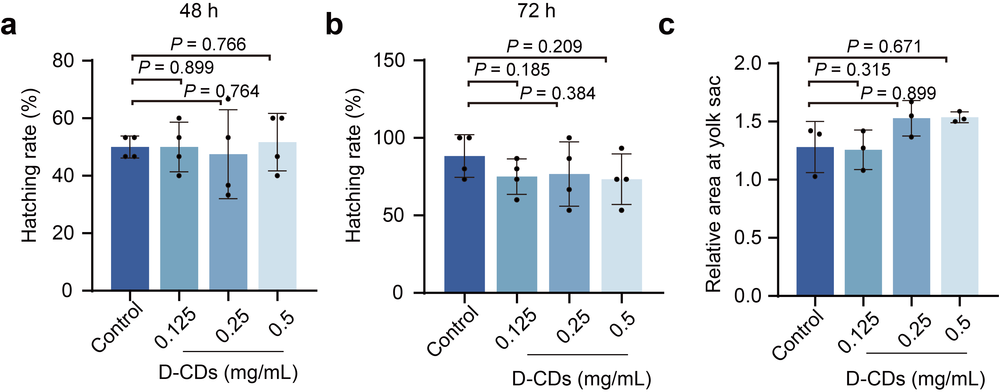 a
48 h
P = 0.766
P = 0.899
P = 0.764
Hatching rate (%)
80
60
40
20
0
Control
0.125
0.25
0.5
D-CDs (mg/mL)
b
72 h
P = 0.209
P = 0.185
P = 0.384
Hatching rate (%)
150
100
50
0
Control
0.125
0.25
0.5
D-CDs (mg/mL)
c
P = 0.671
P = 0.315
P = 0.899
Relative area at yolk sac
2.0
1.5
1.0
0.5
0.0
Control
0.125
0.25
0.5
D-CDs (mg/mL)